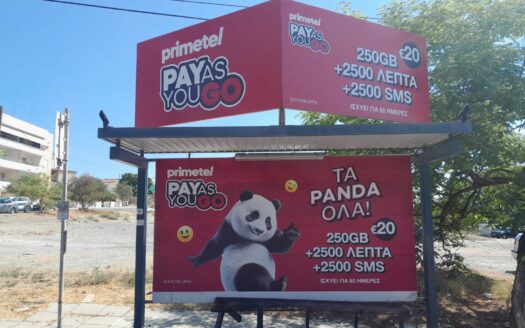 primetel
PAY AS
YOU GO
primetel
PAY AS
YOU GO
€20
250GB
+2500 ΛΕΠΤΑ
+2500 SMS
ΙΣΧΥΕΙ ΓΙΑ 60 ΗΜΕΡΕΣ
primetel
PAY AS
YOU GO
ΤΑ
PANDA
ΟΛΑ!
€20
250GB
+2500 ΛΕΠΤΑ
+2500 SMS
ΙΣΧΥΕΙ ΓΙΑ 60 ΗΜΕΡΕΣ